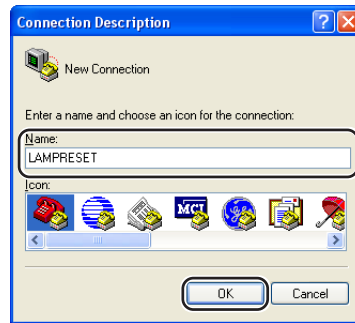 Connection Description
New Connection
Enter a name and choose an icon for the connection:
Name:
LAMPRESET
Icon:
MCI
OK
Cancel